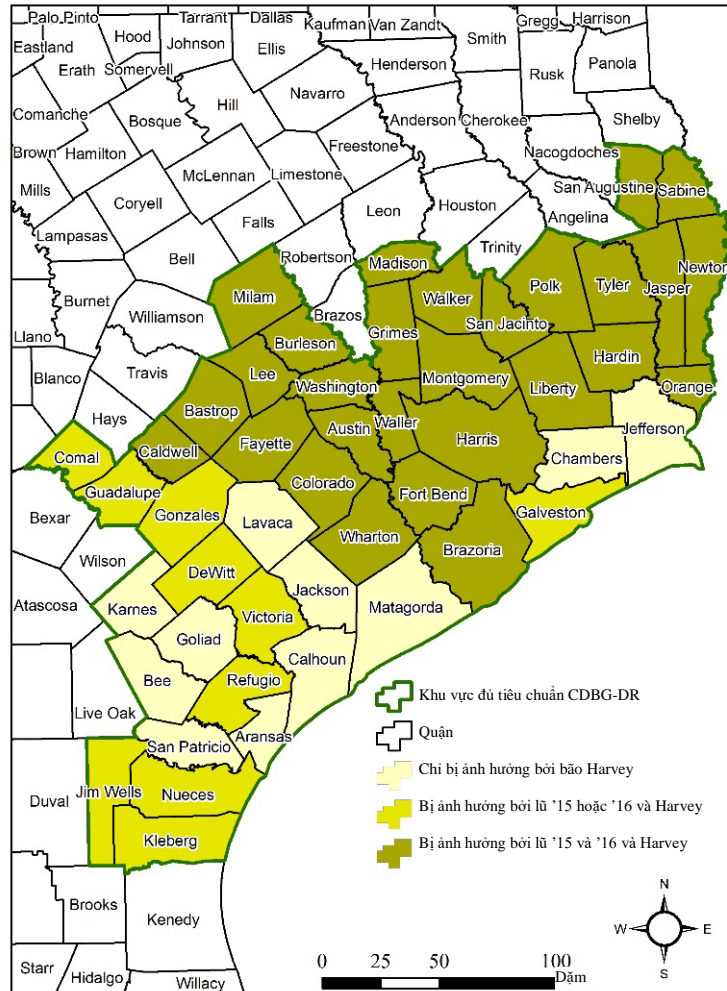 Palo Pinto
Tarrant
Dallas
Kaufman
Van Zandt
Gregg
Harrison
Eastland
Hood
Johnson
Ellis
Smith
Erath
Somervell
Henderson
Rusk
Panola
Comanche
Bosque
Hill
Navarro
Anderson
Cherokee
Shelby
Brown
Hamilton
Freestone
Nacogdoches
Mills
McLennan
Limestone
San Augustine
Sabine
Coryell
Leon
Houston
Angelina
Lampasas
Falls
Bell
Robertson
Trinity
Madison
Newton
Burnet
Milam
Walker
Polk
Tyler
Jasper
Williamson
Brazos
Llano
Burleson
Grimes
San Jacinto
Blanco
Travis
Lee
Hardin
Washington
Montgomery
Liberty
Orange
Hays
Bastrop
Austin
Waller
Jefferson
Comal
Caldwell
Fayette
Harris
Chambers
Guadalupe
Colorado
Fort Bend
Bexar
Gonzales
Lavaca
Galveston
Wilson
Wharton
Brazoria
DeWitt
Atascosa
Karnes
Jackson
Matagorda
Victoria
Goliad
Calhoun
Bee
Refugio
Live Oak
Aransas
San Patricio
Duval
Jim Wells
Nueces
Kleberg
Brooks
Kenedy
Starr
Hidalgo
Willacy
Khu vực đủ tiêu chuẩn CDBG-DR
Quận
Chỉ bị ảnh hưởng bởi bão Harvey
Bị ảnh hưởng bởi lũ ’15 hoặc ’16 và Harvey
Bị ảnh hưởng bởi lũ ’15 và ’16 và Harvey
N
W
E
S
0 25 50 100
Dặm